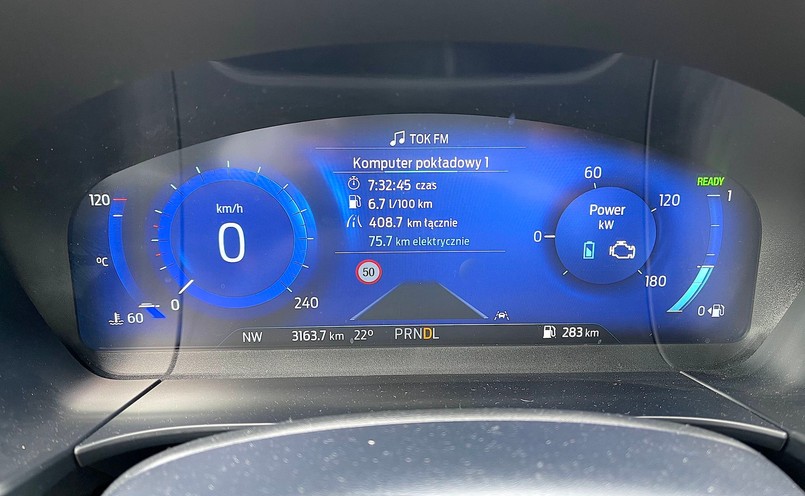 TOK FM
Komputer pokładowy 1
7:32:45 czas
6.7 l/100 km
408.7 km łącznie
75.7 km elektrycznie
50
km/h
0
0
240
120
°C
60
Power
kW
0
60
120
180
READY
1
0
NW 3163.7 km 22° PRNDL 283 km